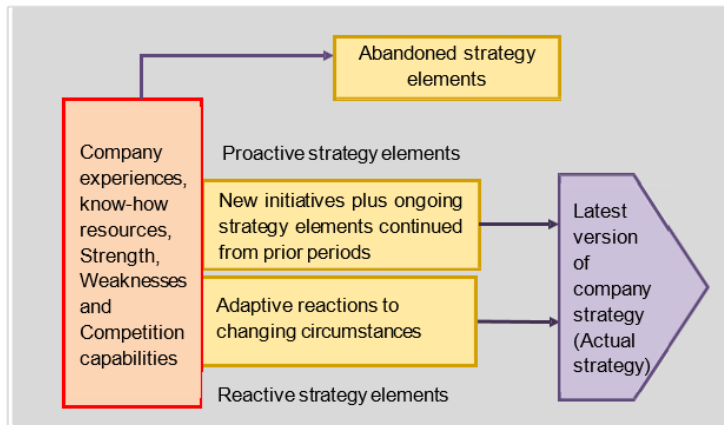 Abandoned strategy
elements
Company
experiences,
know-how
resources,
Strength,
Weaknesses
and
Competition
capabilities
Proactive strategy elements
New initiatives plus ongoing
strategy elements continued
from prior periods
Adaptive reactions to
changing circumstances
Reactive strategy elements
Latest
version
of
company
strategy
(Actual
strategy)